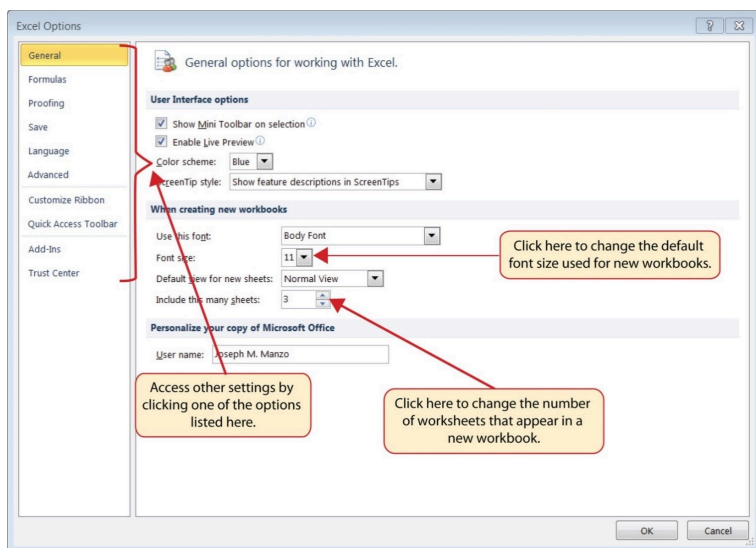 Excel Options
General
Formulas
Proofing
Save
Language
Advanced
Customize Ribbon
Quick Access Toolbar
Add-Ins
Trust Center
General options for working with Excel.
User Interface options
Show Mini Toolbar on selection
Enable Live Preview
Color scheme: Blue
ScreenTip style: Show feature descriptions in ScreenTips
When creating new workbooks
Use this font: Body Font
Font size: 11
Default view for new sheets: Normal View
Include this many sheets: 3
Click here to change the default
font size used for new workbooks.
Personalize your copy of Microsoft Office
User name: Joseph M. Manzo
Access other settings by
clicking one of the options
listed here.
Click here to change the number
of worksheets that appear in a
new workbook.
OK
Cancel